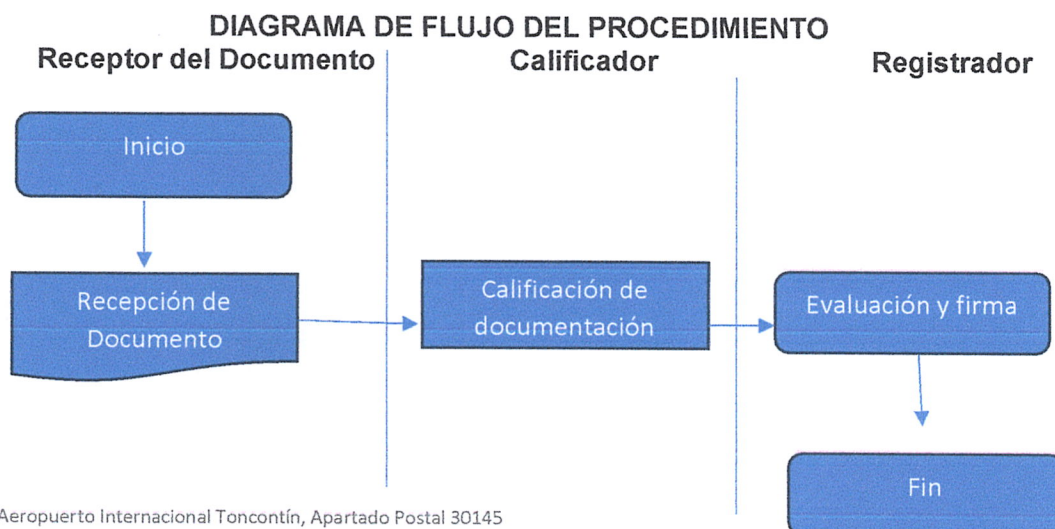 DIAGRAMA DE FLUJO DEL PROCEDIMIENTO
Receptor del Documento
Calificador
Registrador
Inicio
Recepción de
Documento
Calificación de
documentación
Evaluación y firma
Fin
Aeropuerto Internacional Toncontín, Apartado Postal 30145